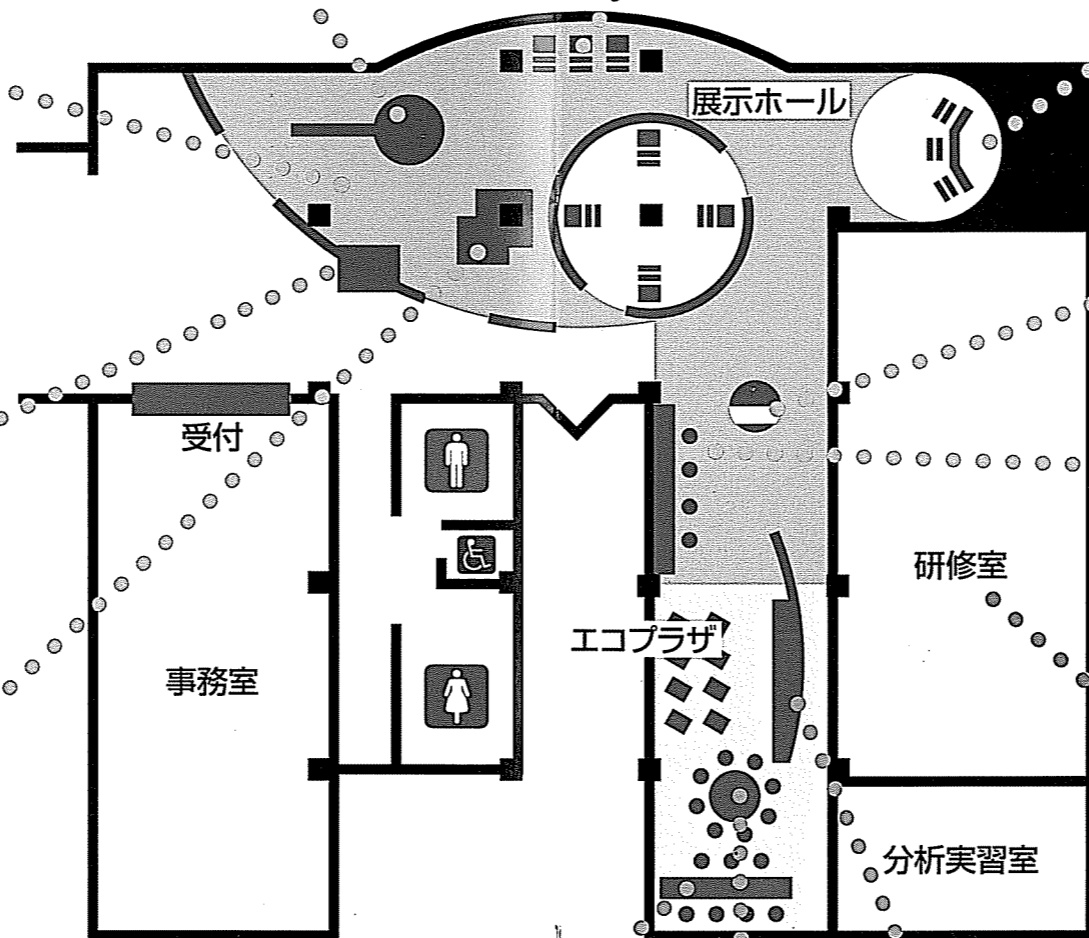 展示ホール
受付
研修室
エコプラザ
事務室
分析実習室